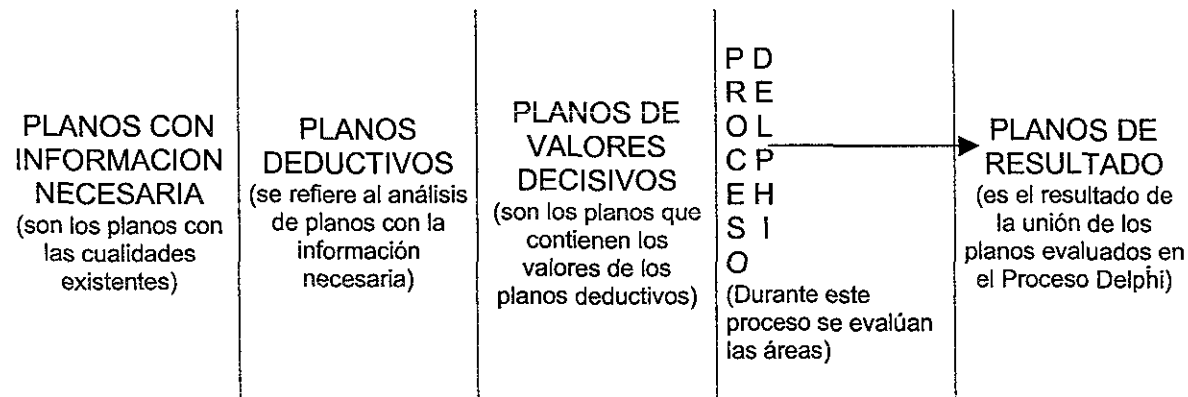 PLANOS CON
INFORMACION
NECESARIA
(son los planos con
las cualidades
existentes)
PLANOS
DEDUCTIVOS
(se refiere al análisis
de planos con la
información
necesaria)
PLANOS DE
VALORES
DECISIVOS
(son los planos que
contienen los
valores de los
planos deductivos)
P D
R E
O L
C P
E H
S I
O
(Durante este
proceso se evalúan
las áreas)
PLANOS DE
RESULTADO
(es el resultado de
la unión de los
planos evaluados en
el Proceso Delphi)